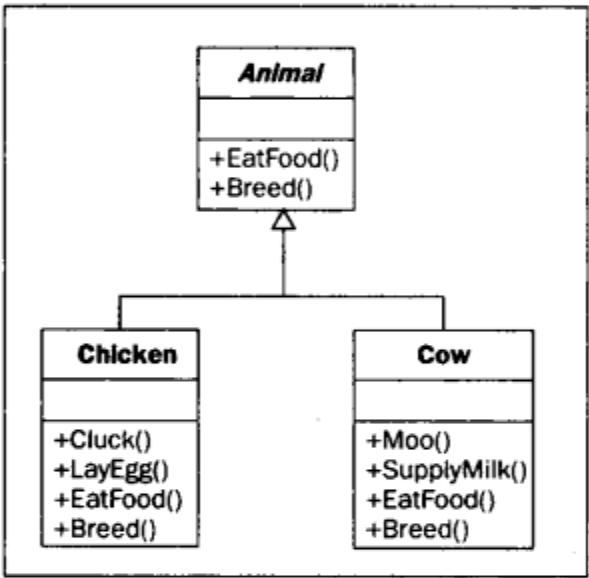 Animal
+EatFood()
+Breed()
Chicken
+Cluck()
+LayEgg()
+EatFood()
+Breed()
Cow
+Moo()
+SupplyMilk()
+EatFood()
+Breed()